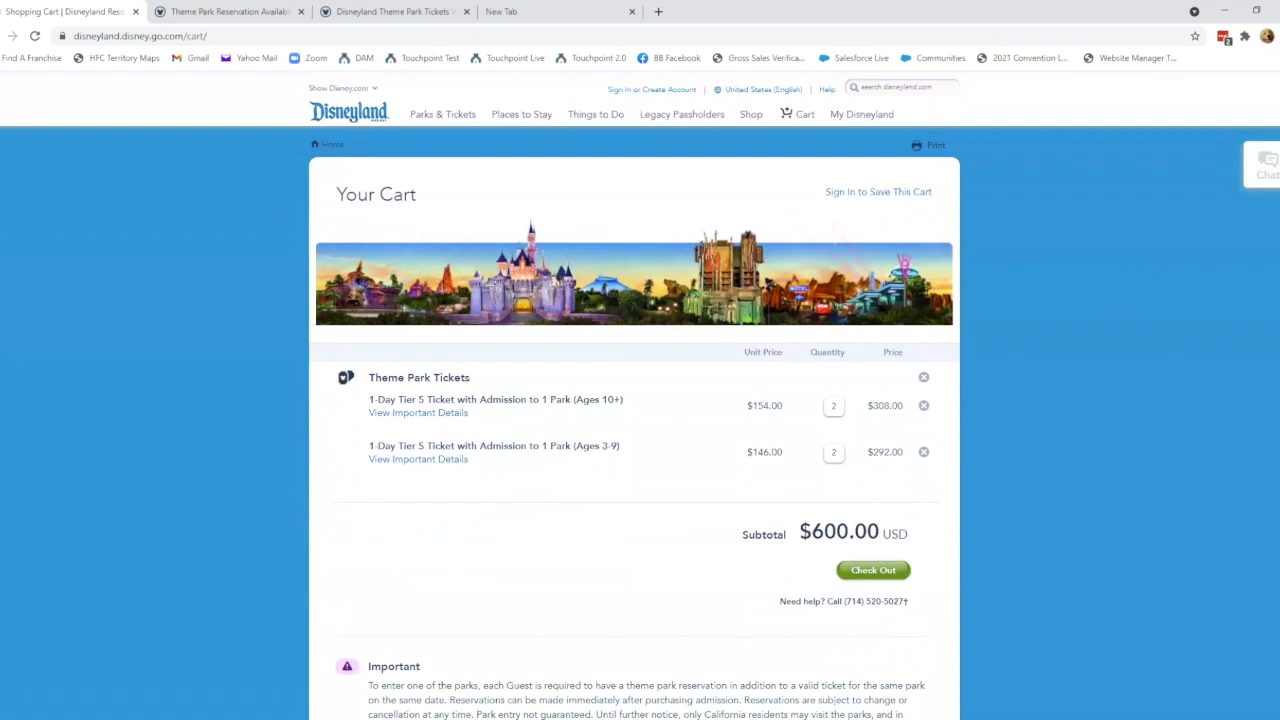 Shopping Cart | Disneyland Reso
Theme Park Reservation Availabil
Disneyland Theme Park Tickets i
New Tab
disneyland.disney.go.com/cart/
2
Find A Franchise
HFC Territory Maps
Gmail
Yahoo Mail
Zoom
DAM
Touchpoint Test
Touchpoint Live
Touchpoint 2.0
BB Facebook
Gross Sales Verifica...
Salesforce Live
Communities
2021 Convention L...
Website Manager T...
Show Disney.com
Sign In or Create Account | United States (English) | Help
search disneyland.com
Disneyland
Parks & Tickets
Places to Stay
Things to Do
Legacy Passholders
Shop
Cart
My Disneyland
Home
Print
Chat
Your Cart
Sign In to Save This Cart
MOTEL
Unit Price Quantity Price
Theme Park Tickets
1-Day Tier 5 Ticket with Admission to 1 Park (Ages 10+) $154.00 2 $308.00
View Important Details
1-Day Tier 5 Ticket with Admission to 1 Park (Ages 3-9) $146.00 2 $292.00
View Important Details
Subtotal $600.00 USD
Check Out
Need help? Call (714) 520-5027†
Important
To enter one of the parks, each Guest is required to have a theme park reservation in addition to a valid ticket for the same park
on the same date. Reservations can be made immediately after purchasing admission. Reservations are subject to change or
cancellation at any time. Park entry not guaranteed. Until further notice, only California residents may visit the parks, and in